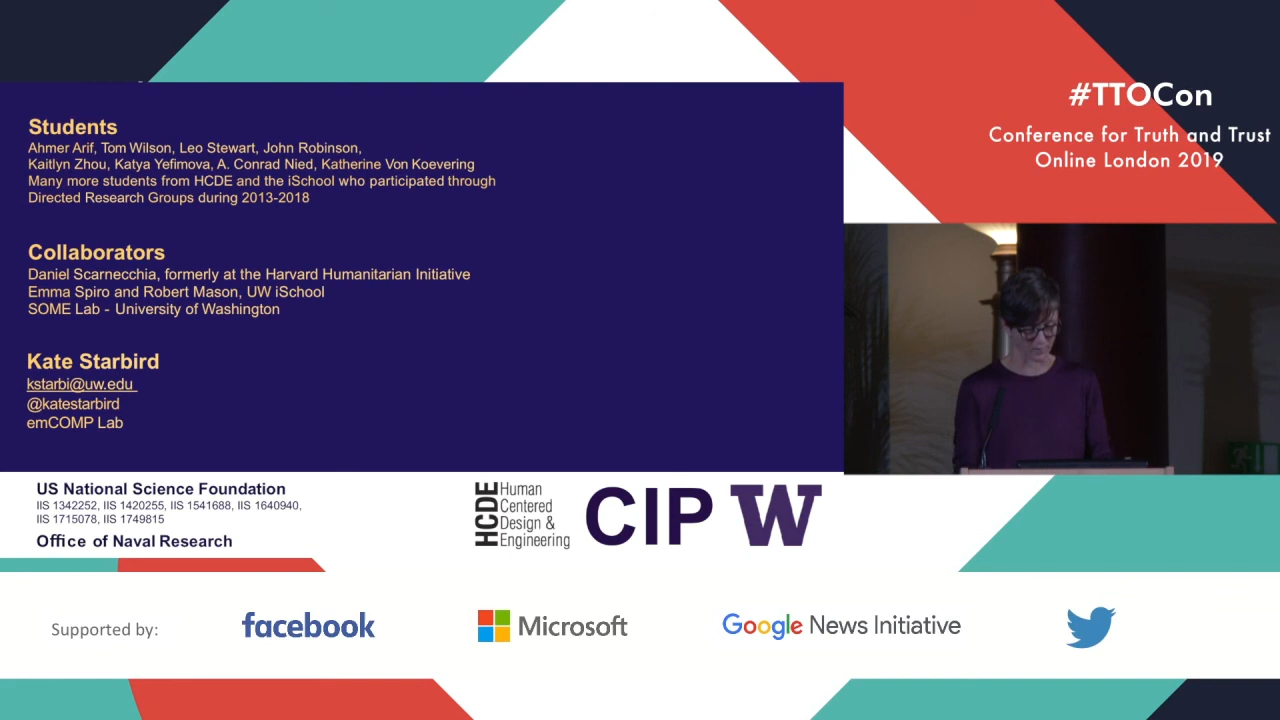 #TTOCon
Conference for Truth and Trust
Online London 2019
Students
Ahmer Arif, Tom Wilson, Leo Stewart, John Robinson,
Kaitlyn Zhou, Katya Yefimova, A. Conrad Nied, Katherine Von Koevering
Many more students from HCDE and the iSchool who participated through
Directed Research Groups during 2013-2018
Collaborators
Daniel Scarnecchia, formerly at the Harvard Humanitarian Initiative
Emma Spiro and Robert Mason, UW iSchool
SOME Lab - University of Washington
Kate Starbird
kstarbi@uw.edu
@katestarbird
emCOMP Lab
US National Science Foundation
IIS 1342252, IIS 1420255, IIS 1541688, IIS 1640940,
IIS 1715078, IIS 1749815
Office of Naval Research
HCDE
Human
Centered
Design &
Engineering
CIP W
Supported by:
facebook
Microsoft
Google News Initiative